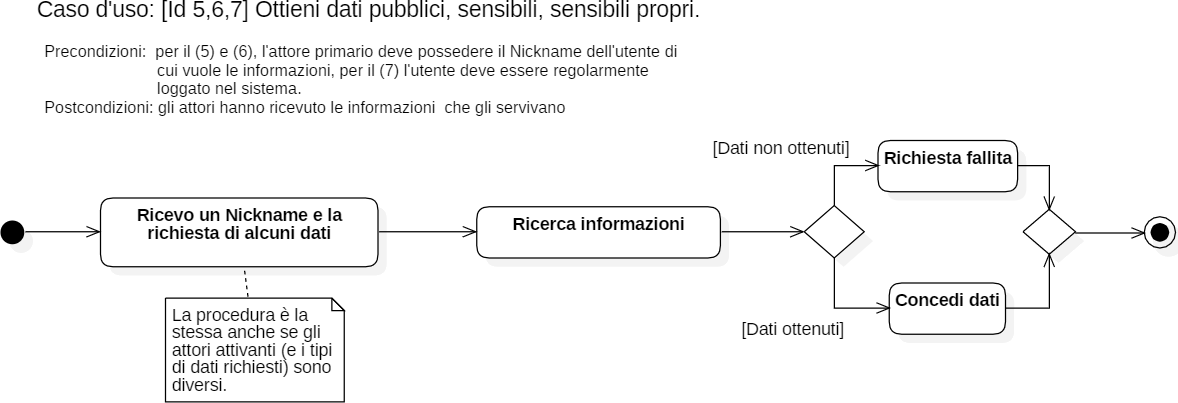 Caso d'uso: [Id 5,6,7] Ottieni dati pubblici, sensibili, sensibili propri.
Precondizioni: per il (5) e (6), l'attore primario deve possedere il Nickname dell'utente di
cui vuole le informazioni, per il (7) l'utente deve essere regolarmente
loggato nel sistema.
Postcondizioni: gli attori hanno ricevuto le informazioni che gli servivano
[Dati non ottenuti]
Richiesta fallita
Ricevo un Nickname e la
richiesta di alcuni dati
Ricerca informazioni
Concedi dati
[Dati ottenuti]
La procedura è la
stessa anche se gli
attori attivanti (e i tipi
di dati richiesti) sono
diversi.